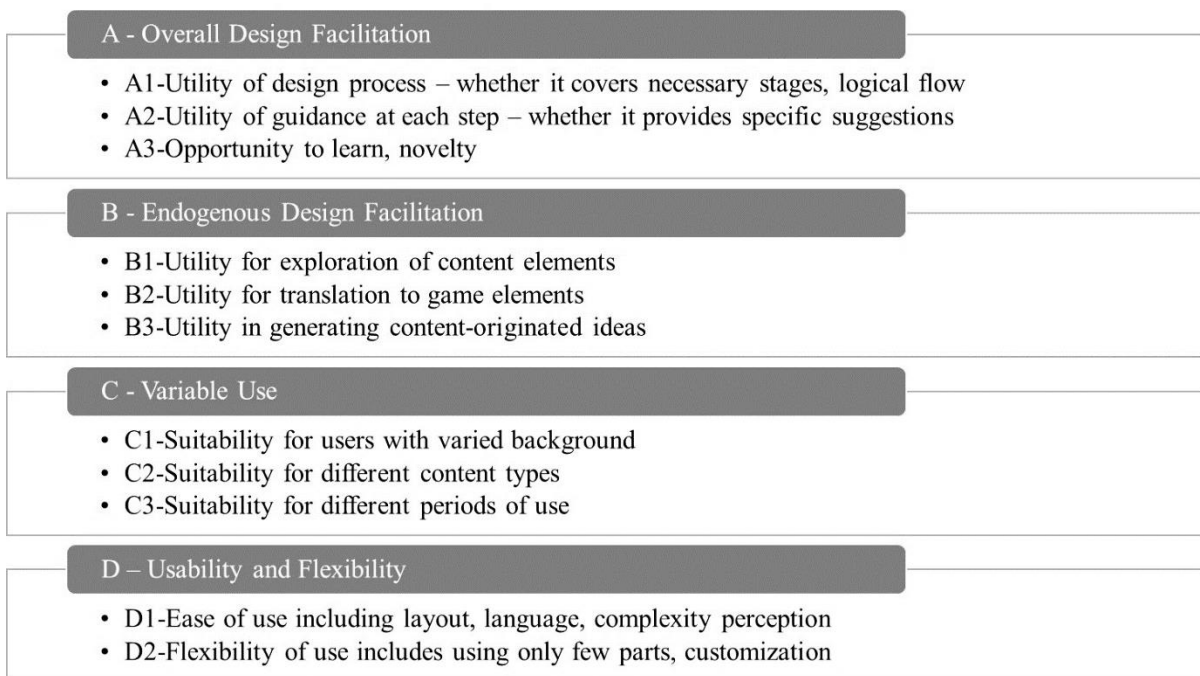 A - Overall Design Facilitation
• A1-Utility of design process – whether it covers necessary stages, logical flow
• A2-Utility of guidance at each step – whether it provides specific suggestions
• A3-Opportunity to learn, novelty
B - Endogenous Design Facilitation
• B1-Utility for exploration of content elements
• B2-Utility for translation to game elements
• B3-Utility in generating content-originated ideas
C - Variable Use
• C1-Suitability for users with varied background
• C2-Suitability for different content types
• C3-Suitability for different periods of use
D – Usability and Flexibility
• D1-Ease of use including layout, language, complexity perception
• D2-Flexibility of use includes using only few parts, customization